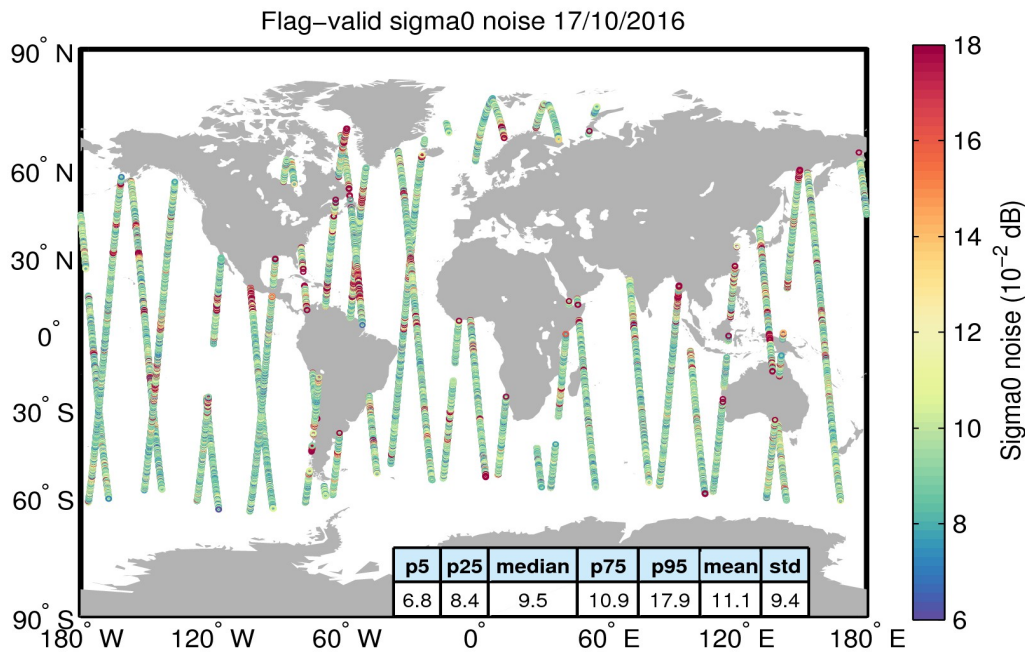 Flag−valid sigma0 noise 17/10/2016
90° N
60° N
30° N
0°
30° S
60° S
90° S
180° W
120° W
60° W
0°
60° E
120° E
180° E
p5 p25 median p75 p95 mean std
6.8 8.4 9.5 10.9 17.9 11.1 9.4
18
16
14
12
10
8
6
Sigma0 noise (10⁻² dB)